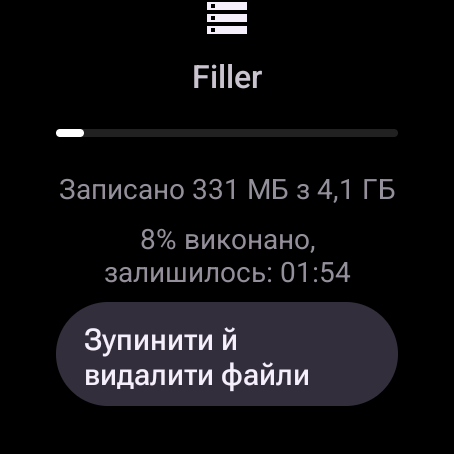 Filler
Записано 331 МБ з 4,1 ГБ
8% виконано,
залишилось: 01:54
Зупинити й
видалити файли